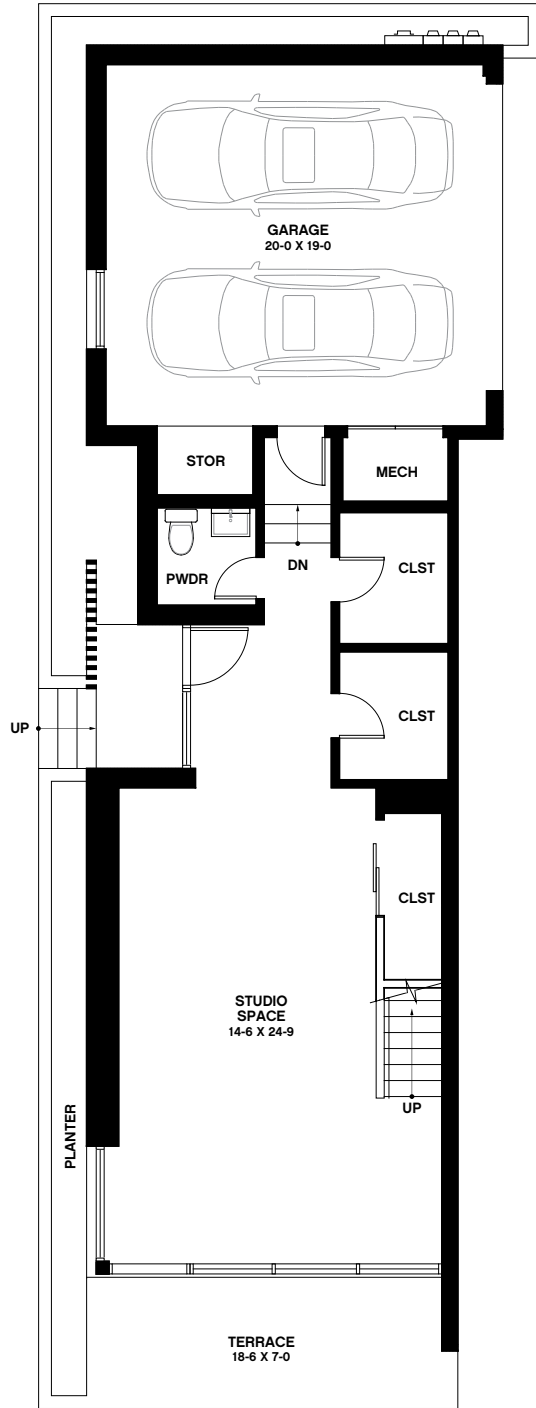 GARAGE
20-0 X 19-0
STOR
MECH
PWDR
DN
CLST
CLST
UP
CLST
STUDIO
SPACE
14-6 X 24-9
UP
PLANTER
TERRACE
18-6 X 7-0